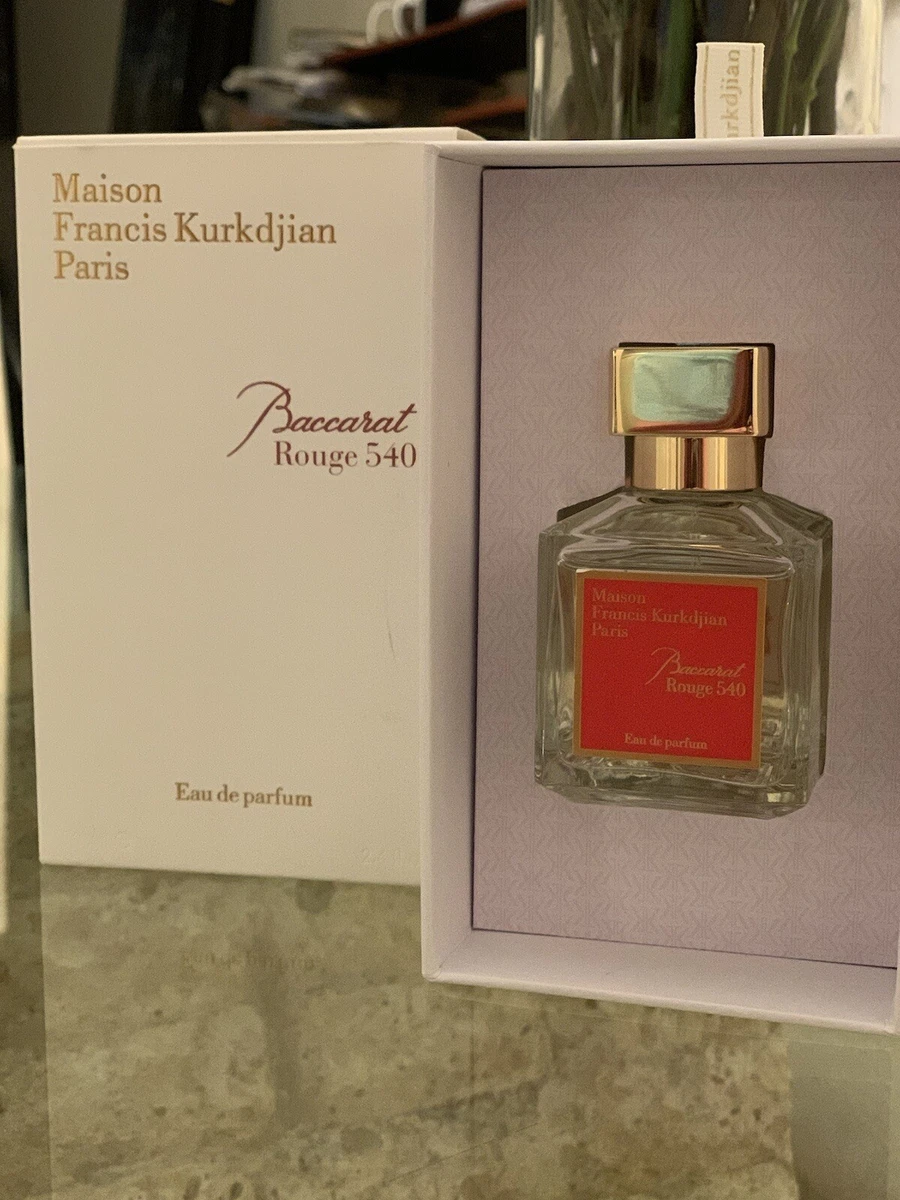 Maison
Francis Kurkdjian
Paris
Baccarat
Rouge 540
Eau de parfum
Maison
Francis Kurkdjian
Paris
Baccarat
Rouge 540
Eau de parfum